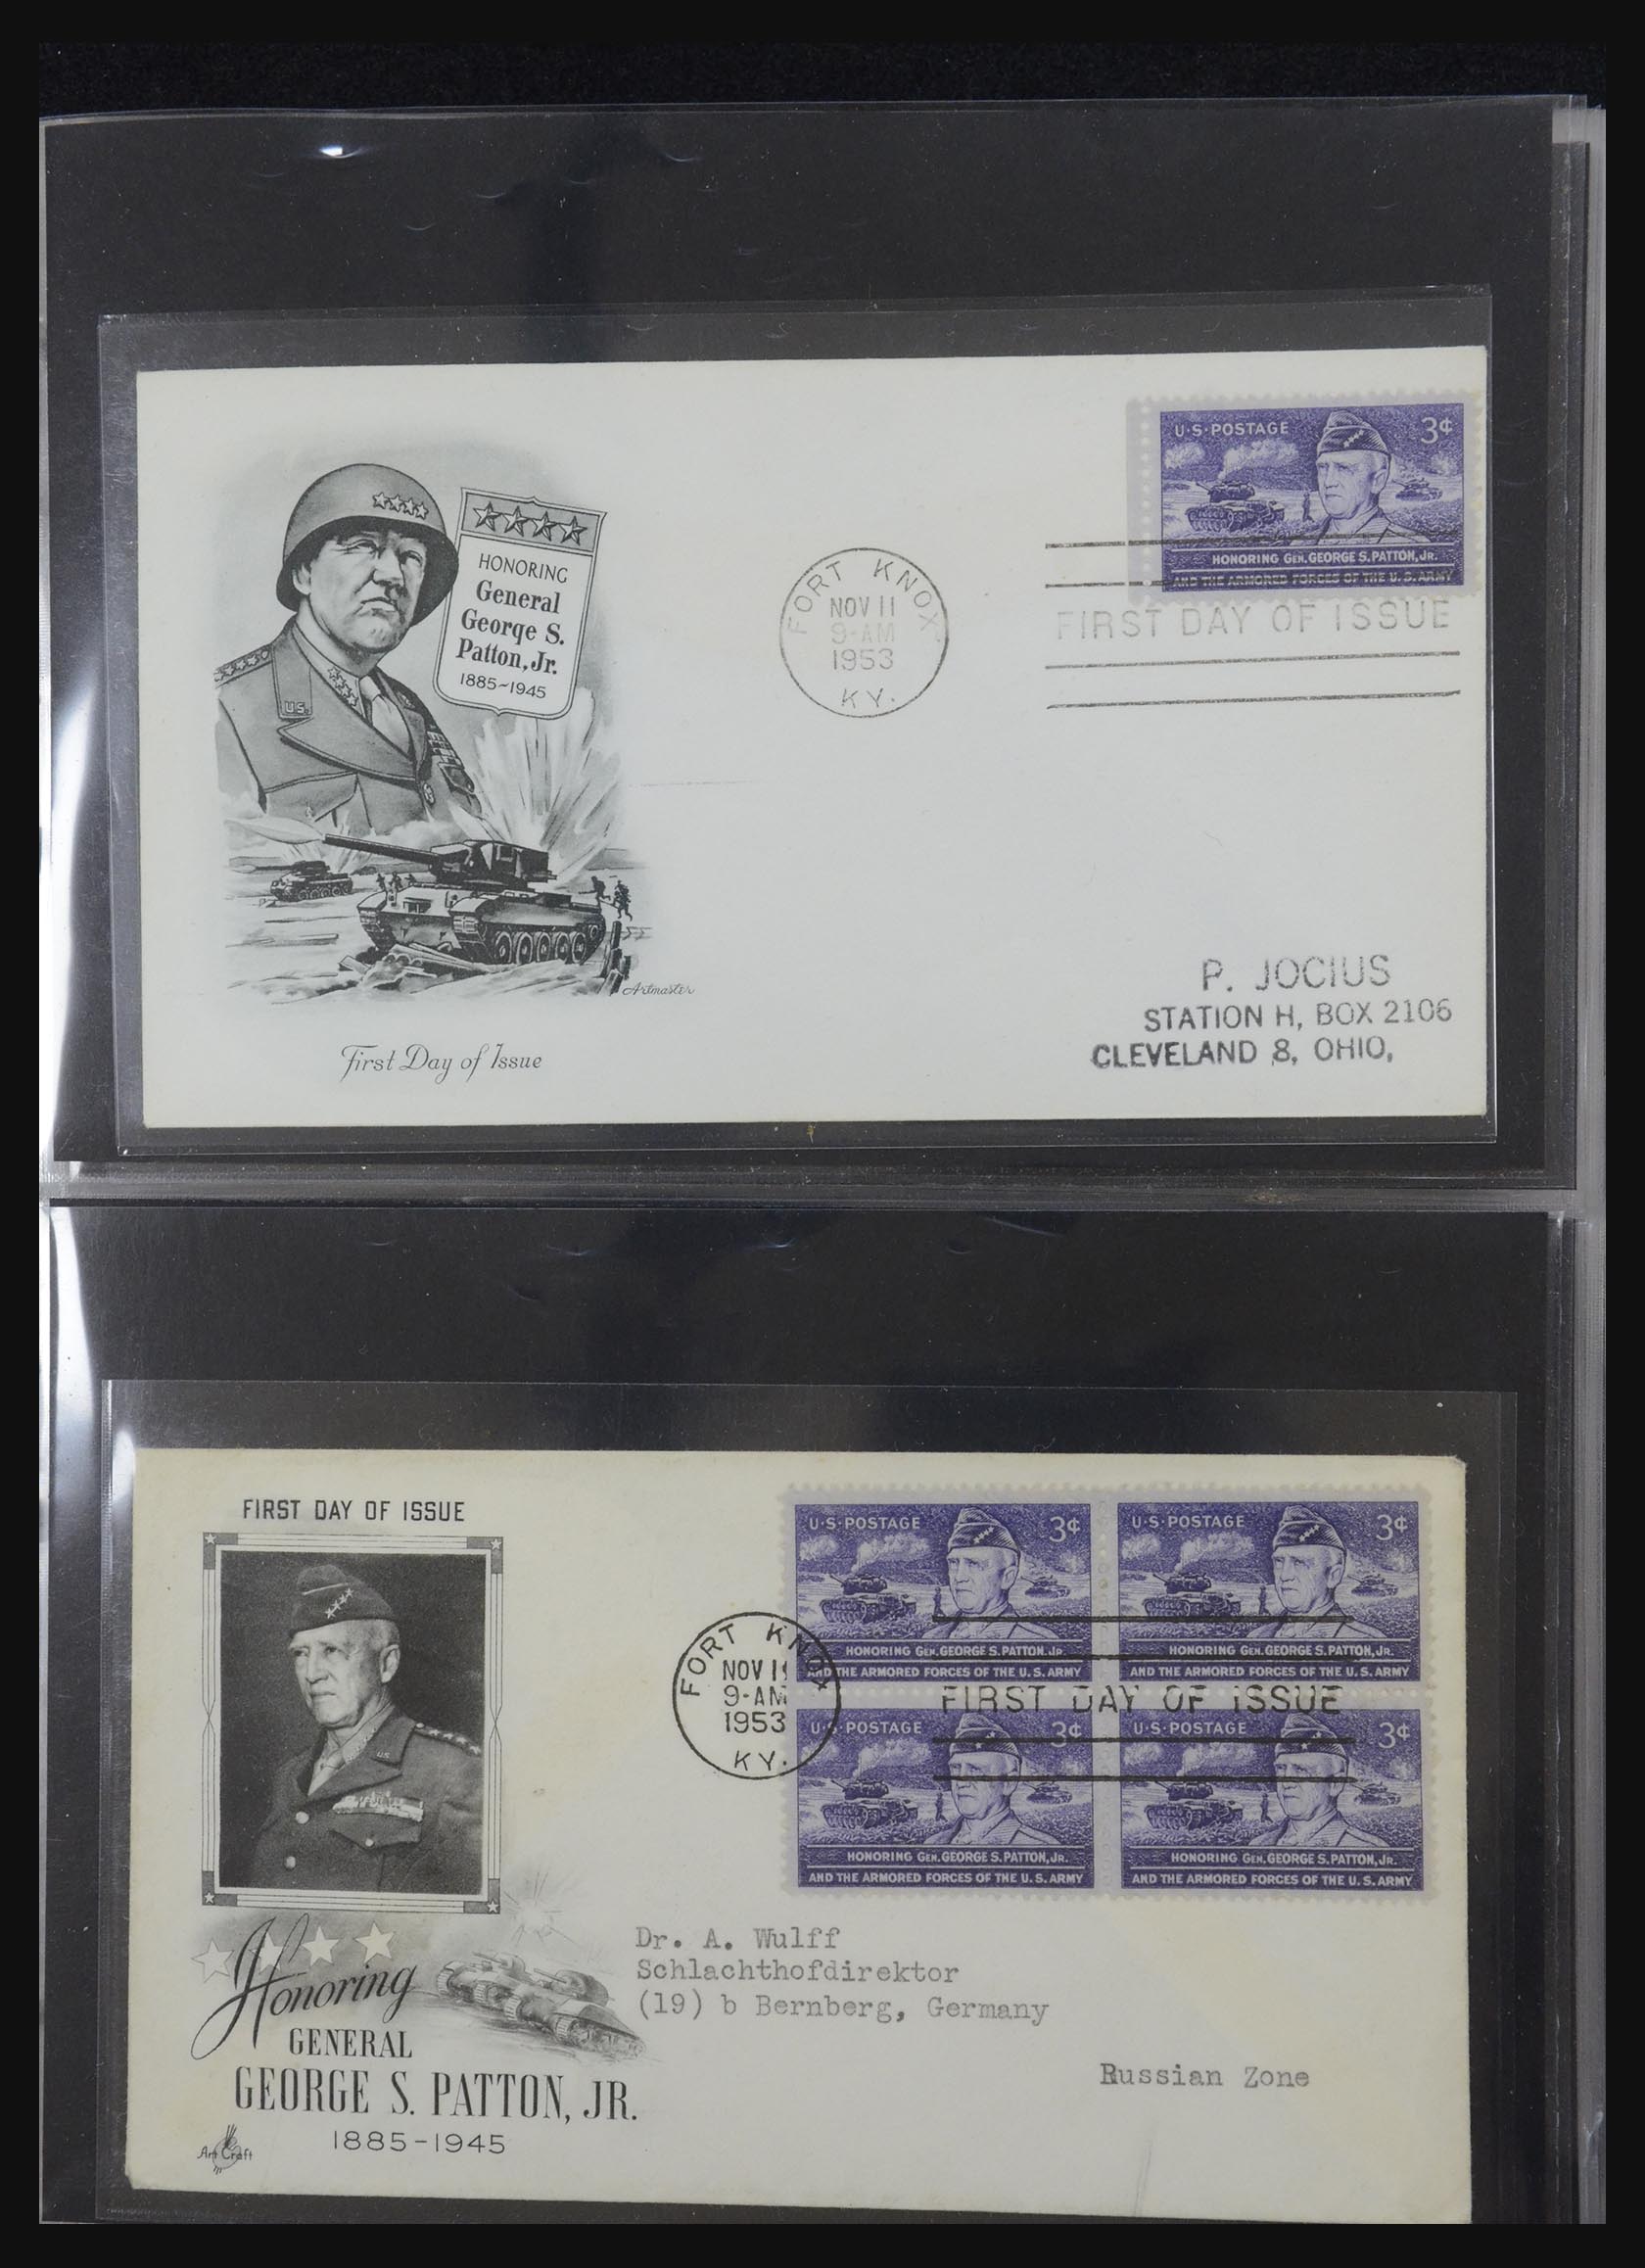 HONORING
General
George S.
Patton, Jr.
1885~1945
U.S.
Artmaster
First Day of Issue
FORT KNOX
NOV 11
9-AM
1953
KY.
U·S·POSTAGE 3¢
HONORING GEN. GEORGE S. PATTON, JR.
AND THE ARMORED FORCES OF THE U.S. ARMY
FIRST DAY OF ISSUE
P. JOCIUS
STATION H, BOX 2106
CLEVELAND 8, OHIO,
FIRST DAY OF ISSUE
US
Honoring
GENERAL
GEORGE S. PATTON, JR.
1885-1945
Art Craft
FORT KNOX
NOV 11
9-AM
1953
KY.
U·S·POSTAGE 3¢
HONORING GEN. GEORGE S. PATTON, JR.
AND THE ARMORED FORCES OF THE U.S. ARMY
U·S·POSTAGE 3¢
HONORING GEN. GEORGE S. PATTON, JR.
AND THE ARMORED FORCES OF THE U.S. ARMY
FIRST DAY OF ISSUE
U·S·POSTAGE 3¢
HONORING GEN. GEORGE S. PATTON, JR.
AND THE ARMORED FORCES OF THE U.S. ARMY
U·S·POSTAGE 3¢
HONORING GEN. GEORGE S. PATTON, JR.
AND THE ARMORED FORCES OF THE U.S. ARMY
Dr. A. Wulff
Schlachthofdirektor
(19) b Bernberg, Germany
Russian Zone